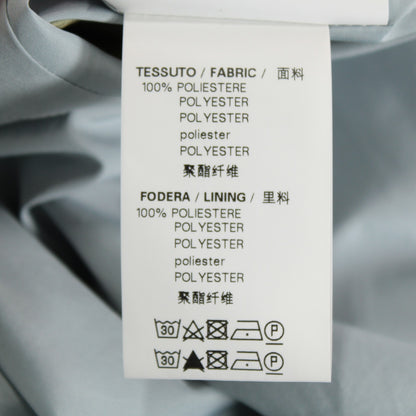 TESSUTO / FABRIC / 面料
100% POLIESTERE
POLYESTER
POLYESTER
poliester
POLYESTER
聚酯纤维
FODERA / LINING / 里料
100% POLIESTERE
POLYESTER
POLYESTER
poliester
POLYESTER
聚酯纤维
30 P
30 P